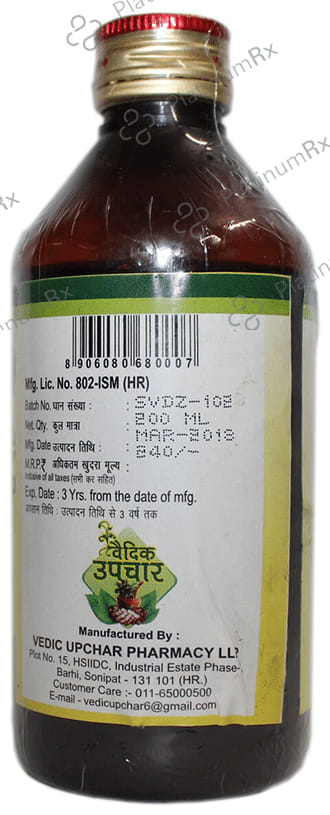 8 906080 680007
Mfg. Lic. No. 802-ISM (HR)
Batch No. घान संख्या : SVDZ-102
Net. Qty. कुल मात्रा : 200 ML
Mfg. Date उत्पादन तिथि : MAR-2018
M.R.P.₹ अधिकतम खुदरा मूल्य : 240/-
inclusive of all taxes (सभी कर सहित)
Exp. Date : 3 Yrs. from the date of mfg.
अवसान तिथि : उत्पादन तिथि से 3 वर्ष तक
वैदिक
उपचार
Manufactured By :
VEDIC UPCHAR PHARMACY
Plot No. 15, HSIIDC, Industrial Estate Phase-
Barhi, Sonipat - 131 101 (HR.)
Customer Care :- 011-65000500
E-mail - vedicupchar6@gmail.com
PlatinumRx